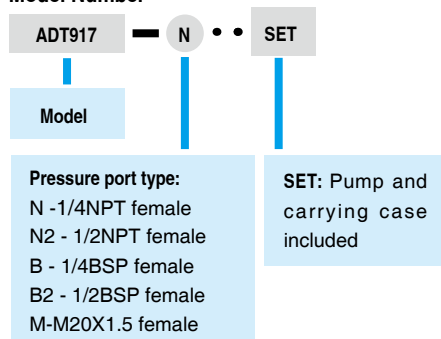 Model Number
ADT917 — N • • SET
Model
Pressure port type:
N -1/4NPT female
N2 - 1/2NPT female
B - 1/4BSP female
B2 - 1/2BSP female
M-M20X1.5 female
SET: Pump and
carrying case
included